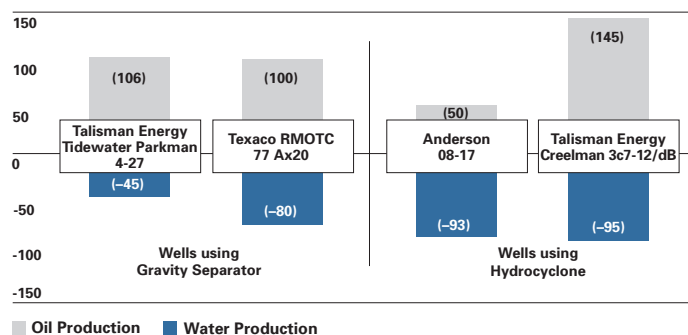 150
100
50
0
-50
-100
-150
(106)
(100)
(50)
(145)
Talisman Energy
Tidewater Parkman
4-27
Texaco RMOTC
77 Ax20
Anderson
08-17
Talisman Energy
Creelman 3c7-12/dB
(–45)
(–80)
(–93)
(–95)
Wells using
Gravity Separator
Wells using
Hydrocyclone
Oil Production
Water Production